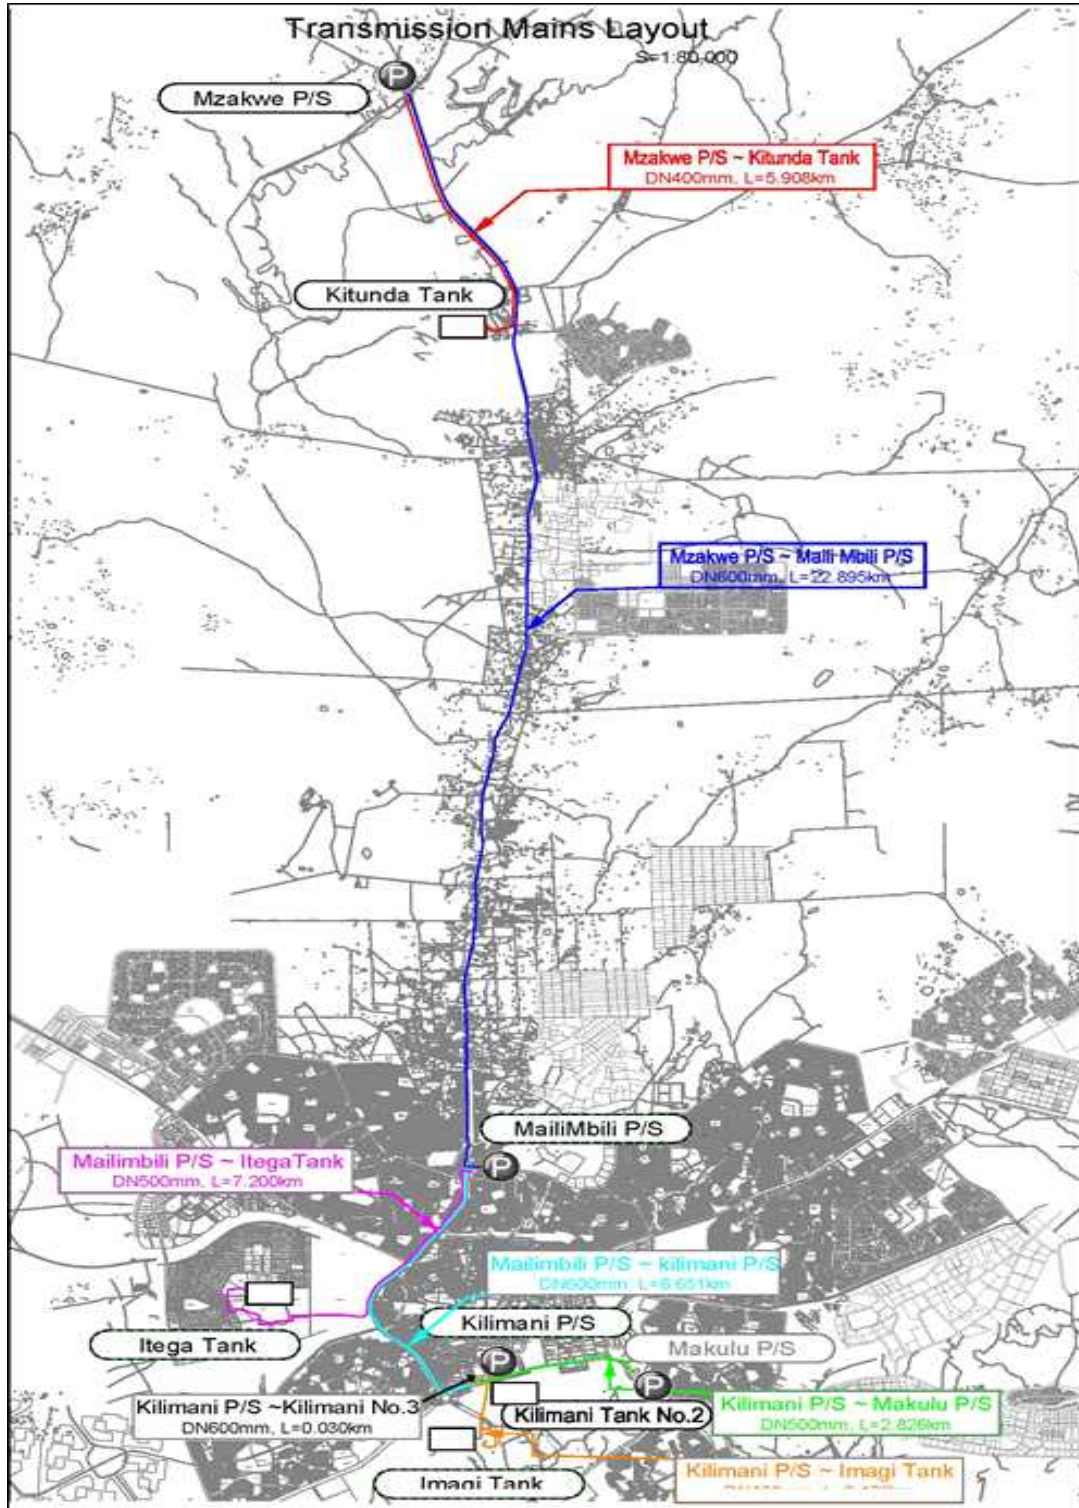 Transmission Mains Layout
S=1:80,000
P
Mzakwe P/S
Mzakwe P/S ~ Kitunda Tank
DN400mm, L=5.908km
Kitunda Tank
Mzakwe P/S ~ Maili Mbili P/S
DN600mm, L=22.895km
MailiMbili P/S
P
Mailimbili P/S ~ ItegaTank
DN500mm, L=7.200km
Mailimbili P/S ~ kilimani P/S
DN600mm, L=6.651km
Kilimani P/S
Itega Tank
Makulu P/S
P
P
Kilimani P/S ~Kilimani No.3
DN600mm, L=0.030km
Kilimani Tank No.2
Kilimani P/S ~ Makulu P/S
DN500mm, L=2.826km
Imagi Tank
Kilimani P/S ~ Imagi Tank